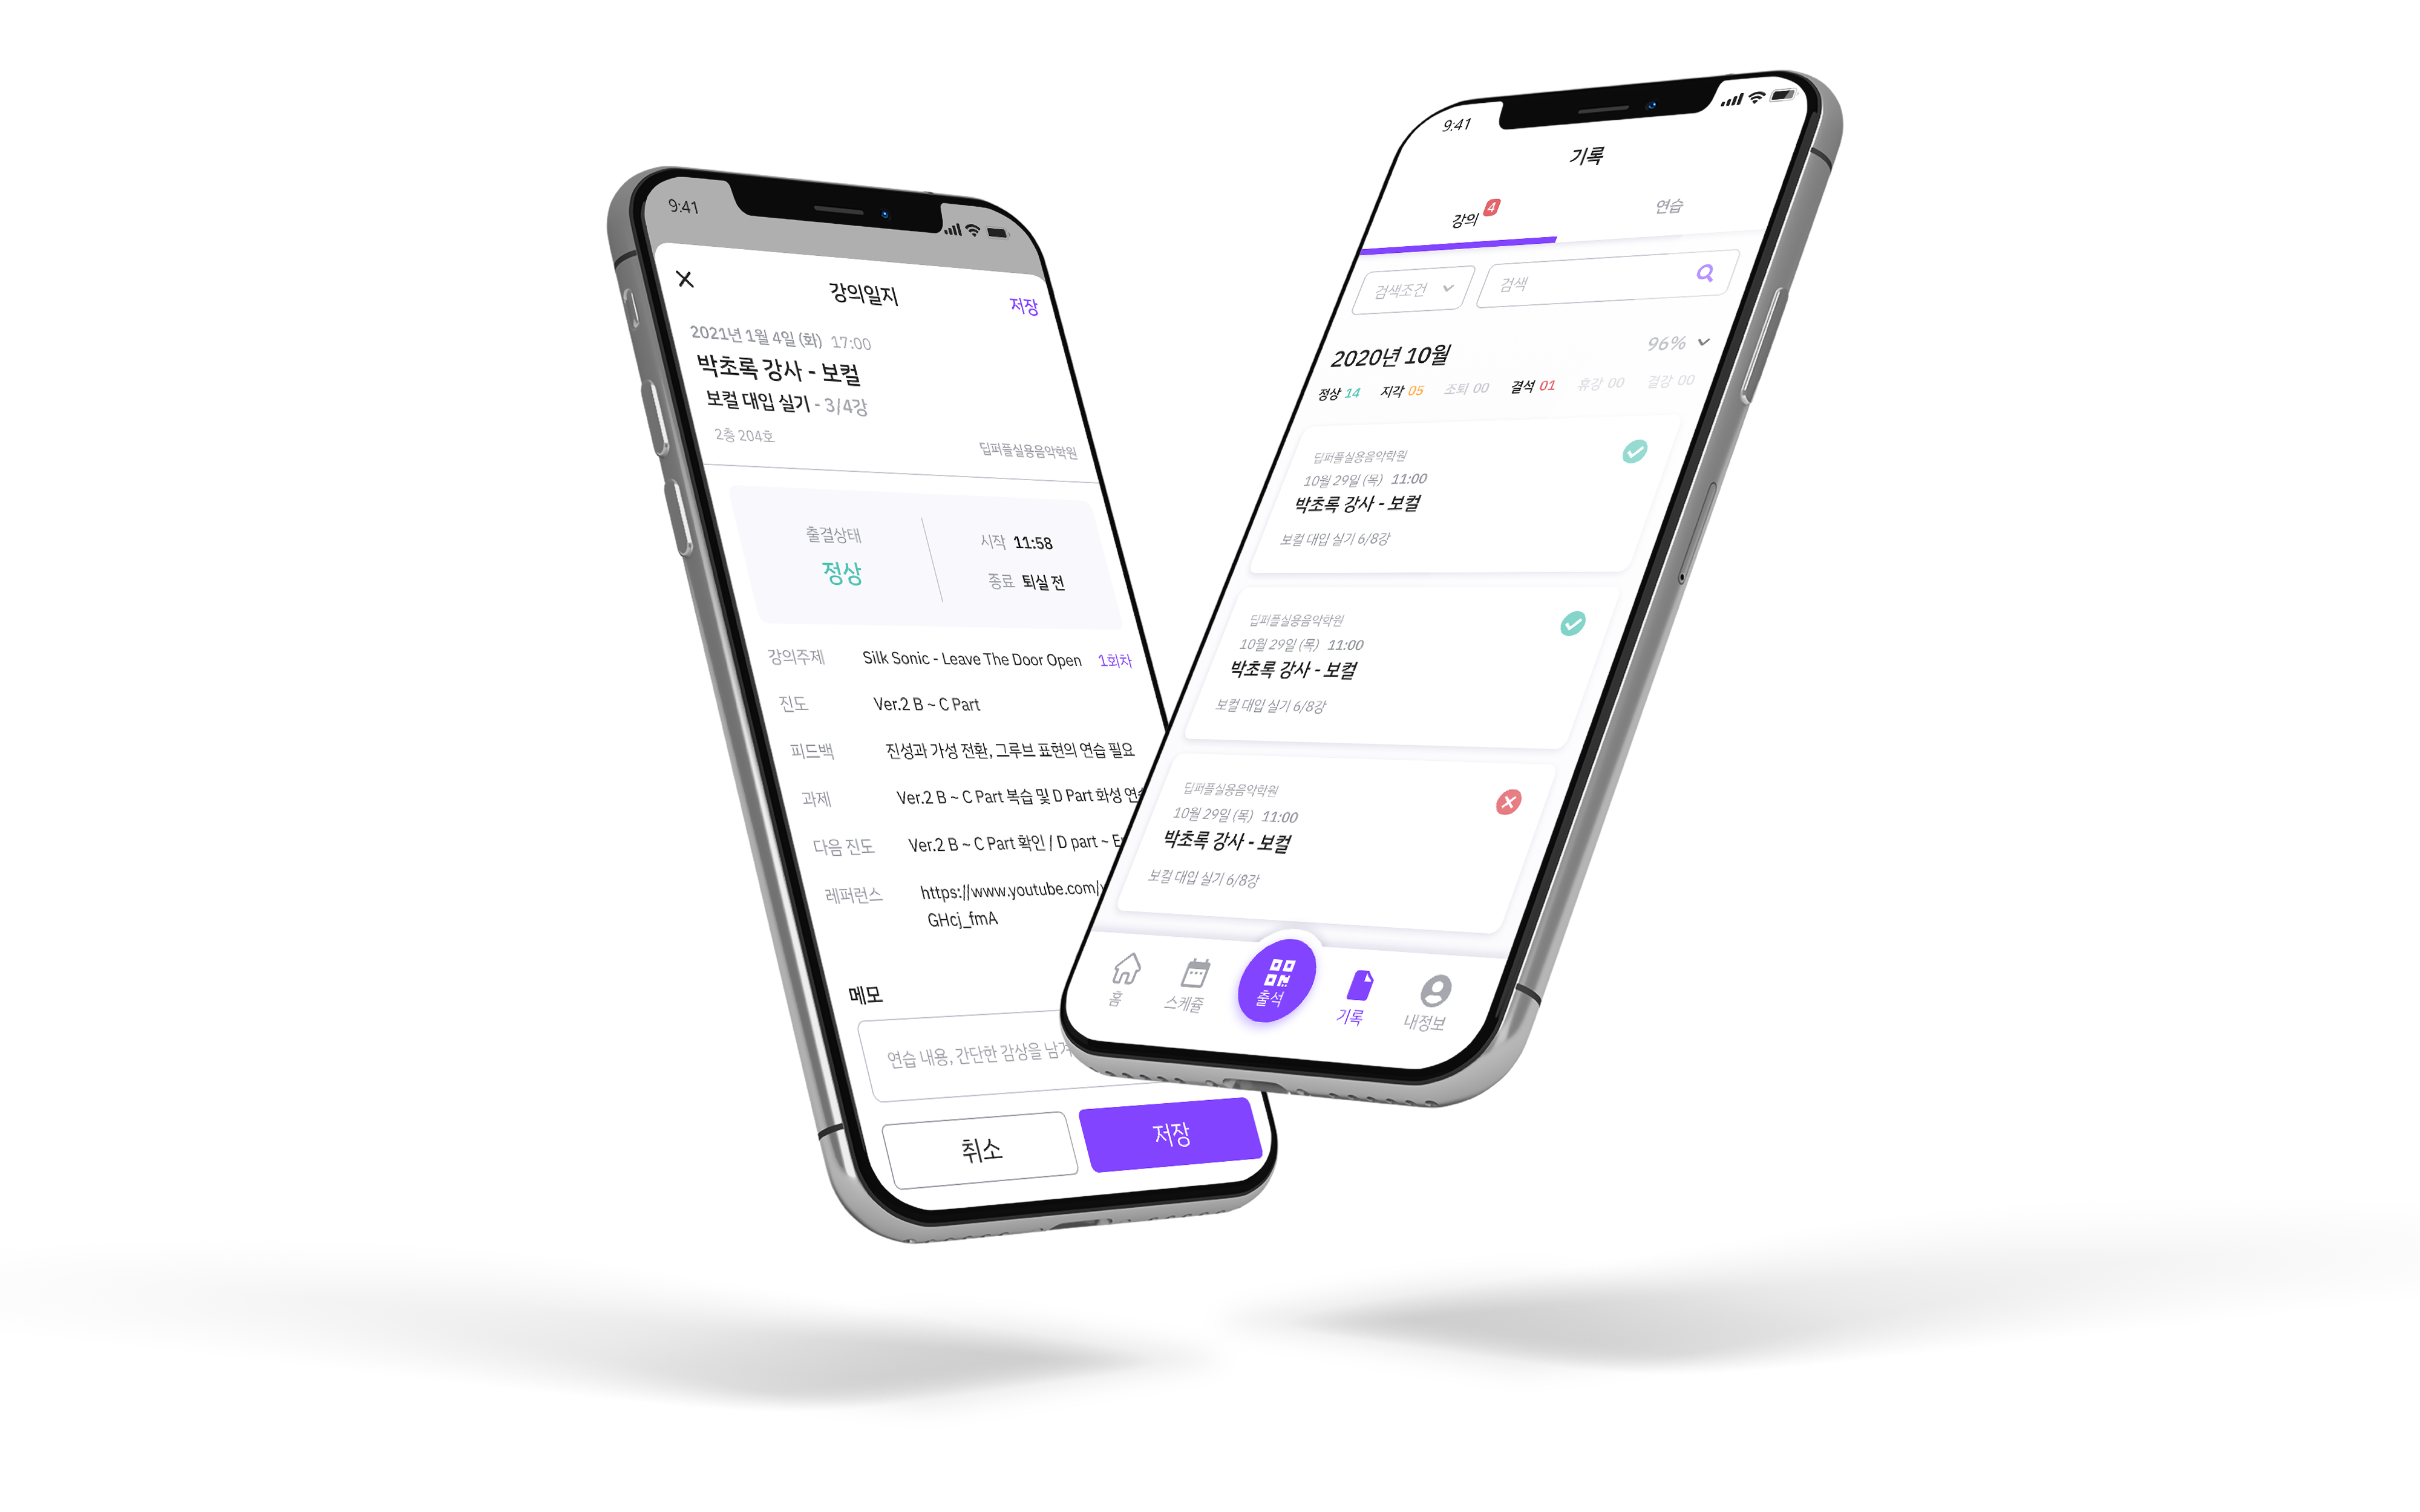 9:41
강의일지
저장
2021년 1월 4일 (화) 17:00
박초록 강사 - 보컬
보컬 대입 실기 - 3/4강
2층 204호
딥퍼플실용음악학원
출결상태
정상
시작 11:58
종료 퇴실 전
강의주제 Silk Sonic - Leave The Door Open 1회차
진도 Ver.2 B ~ C Part
피드백 진성과 가성 전환, 그루브 표현의 연습 필요
과제 Ver.2 B ~ C Part 복습 및 D Part 화성
다음 진도 Ver.2 B ~ C Part 확인 / D part ~
레퍼런스 https://www.youtube.com/
GHcj_fmA
메모
연습 내용, 간단한 감상을
취소
저장
9:41
기록
강의 4
연습
검색조건
검색
2020년 10월
96%
정상 14 지각 05 조퇴 00 결석 01 휴강 00 결강 00
딥퍼플실용음악학원
10월 29일 (목) 11:00
박초록 강사 - 보컬
보컬 대입 실기 6/8강
딥퍼플실용음악학원
10월 29일 (목) 11:00
박초록 강사 - 보컬
보컬 대입 실기 6/8강
딥퍼플실용음악학원
10월 29일 (목) 11:00
박초록 강사 - 보컬
보컬 대입 실기 6/8강
홈
스케쥴
출석
기록
내정보